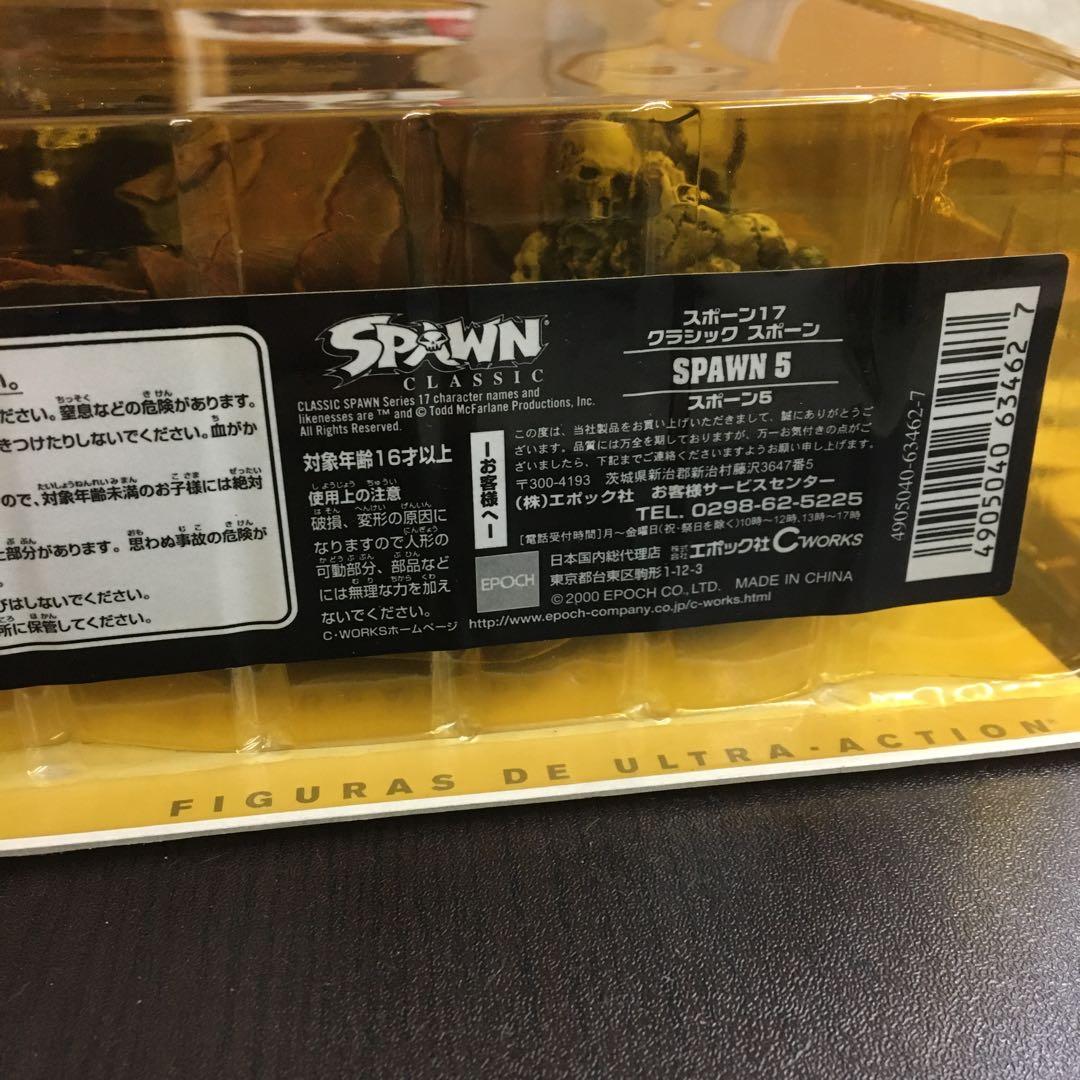 ださい。窒息などの危険があります。
きつけたりしないでください。血がか
ので、対象年齢未満のお子様には絶対
部分があります。思わぬ事故の危険が
びはしないでください。
所に保管してください。
SPAWN
CLASSIC
CLASSIC SPAWN Series 17 character names and
likenesses are ™ and © Todd McFarlane Productions, Inc.
All Rights Reserved.
対象年齢16才以上
使用上の注意
破損、変形の原因に
なりますので人形の
可動部分、部品など
には無理な力を加え
ないでください。
C・WORKSホームページ http://www.epoch-company.co.jp/c-works.html
スポーン17
クラシック スポーン
SPAWN 5
スポーン5
ーお客様へー
この度は、当社製品をお買い上げいただきまして、誠にありがとうご
ざいます。品質には万全を期しておりますが、万一お気付きの点がご
ざいましたら、下記までご連絡くださいますようお願い申し上げます。
〒300-4193 茨城県新治郡新治村藤沢3647番5
(株)エポック社 お客様サービスセンター
TEL. 0298-62-5225
[電話受付時間]月〜金曜日(祝・祭日を除く)10時〜12時、13時〜17時
EPOCH
日本国内総代理店 株式会社エポック社 C-WORKS
東京都台東区駒形1-12-3
© 2000 EPOCH CO., LTD. MADE IN CHINA
4905040-63462-7
4 905040 634627
FIGURAS DE ULTRA-ACTION